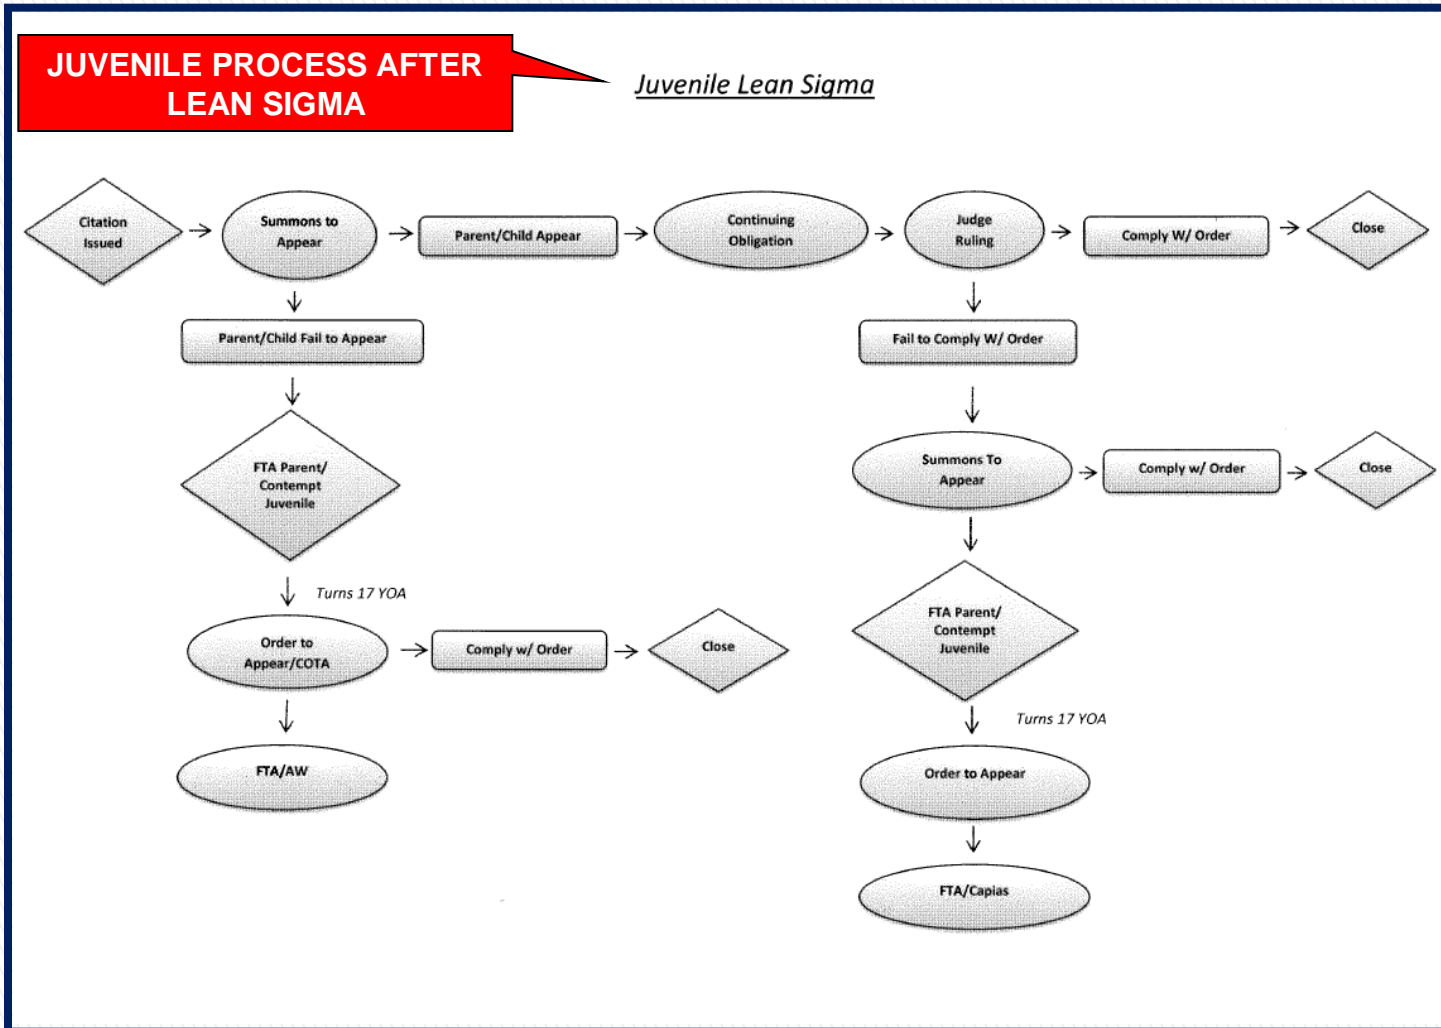 JUVENILE PROCESS AFTER
LEAN SIGMA
Juvenile Lean Sigma
Citation
Issued
Summons to
Appear
Parent/Child Appear
Continuing
Obligation
Judge
Ruling
Comply W/ Order
Close
Parent/Child Fail to Appear
Fail to Comply W/ Order
FTA Parent/
Contempt
Juvenile
Summons To
Appear
Comply w/ Order
Close
Turns 17 YOA
Order to
Appear/COTA
Comply w/ Order
Close
FTA Parent/
Contempt
Juvenile
Turns 17 YOA
FTA/AW
Order to Appear
FTA/Capias